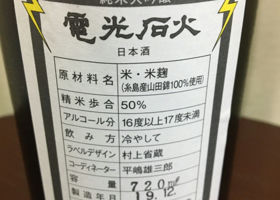 純米大吟醸
電光石火
日本酒
原材料名 米・米麹
(糸島産山田錦100%使用)
精米歩合 50%
アルコール分 16度以上17度未満
飲み方 冷やして
ラベルデザイン 村上省蔵
コーディネーター 平嶋雄三郎
容量 720㎖
製造年月 19.12.